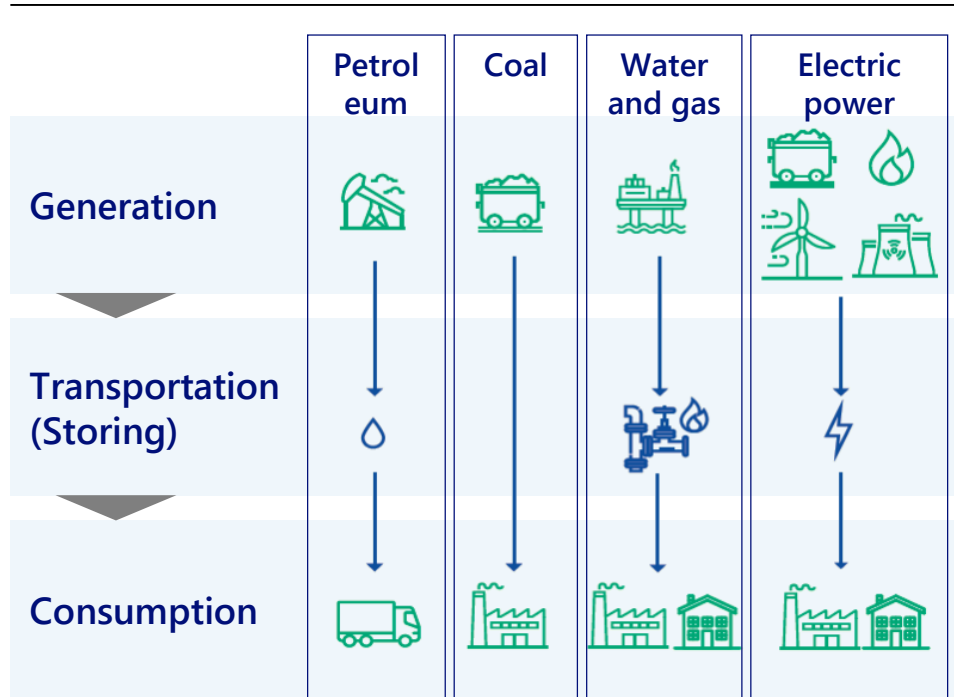 Petrol
eum
Coal
Water
and gas
Electric
power
Generation
Transportation
(Storing)
Consumption